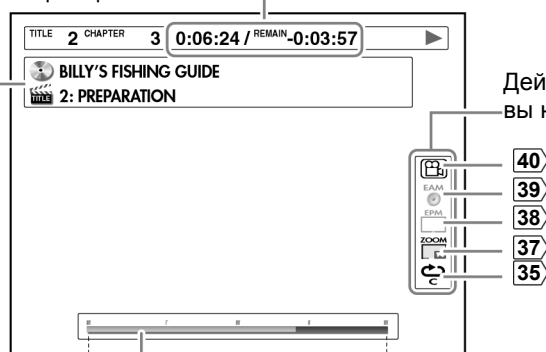 TITLE 2 CHAPTER 3 0:06:24 / REMAIN -0:03:57
BILLY'S FISHING GUIDE
TITLE 2: PREPARATION
Дей
вы н
40
EAM
39
EPM
38
ZOOM
37
C
35